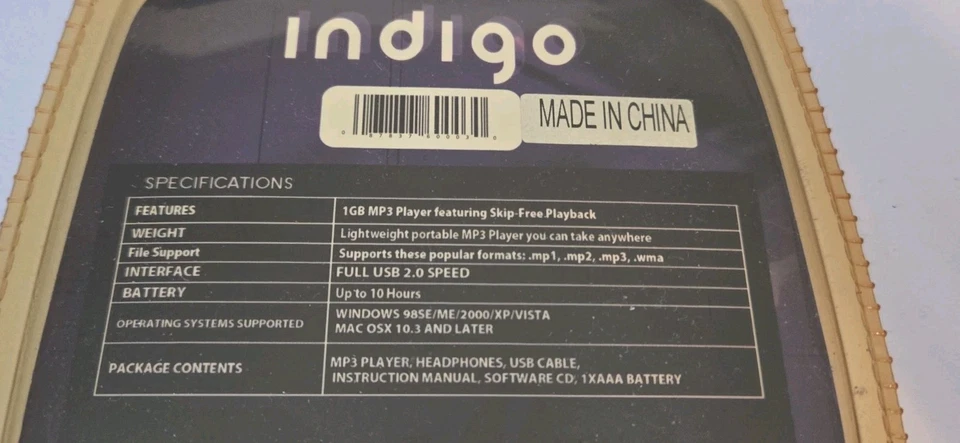 indigo
MADE IN CHINA
SPECIFICATIONS
FEATURES 1GB MP3 Player featuring Skip-Free Playback
WEIGHT Lightweight portable MP3 Player you can take anywhere
File Support Supports these popular formats: .mp1, .mp2, .mp3, .wma
INTERFACE FULL USB 2.0 SPEED
BATTERY Up to 10 Hours
OPERATING SYSTEMS SUPPORTED WINDOWS 98SE/ME/2000/XP/VISTA
MAC OSX 10.3 AND LATER
PACKAGE CONTENTS MP3 PLAYER, HEADPHONES, USB CABLE,
INSTRUCTION MANUAL, SOFTWARE CD, 1XAAA BATTERY